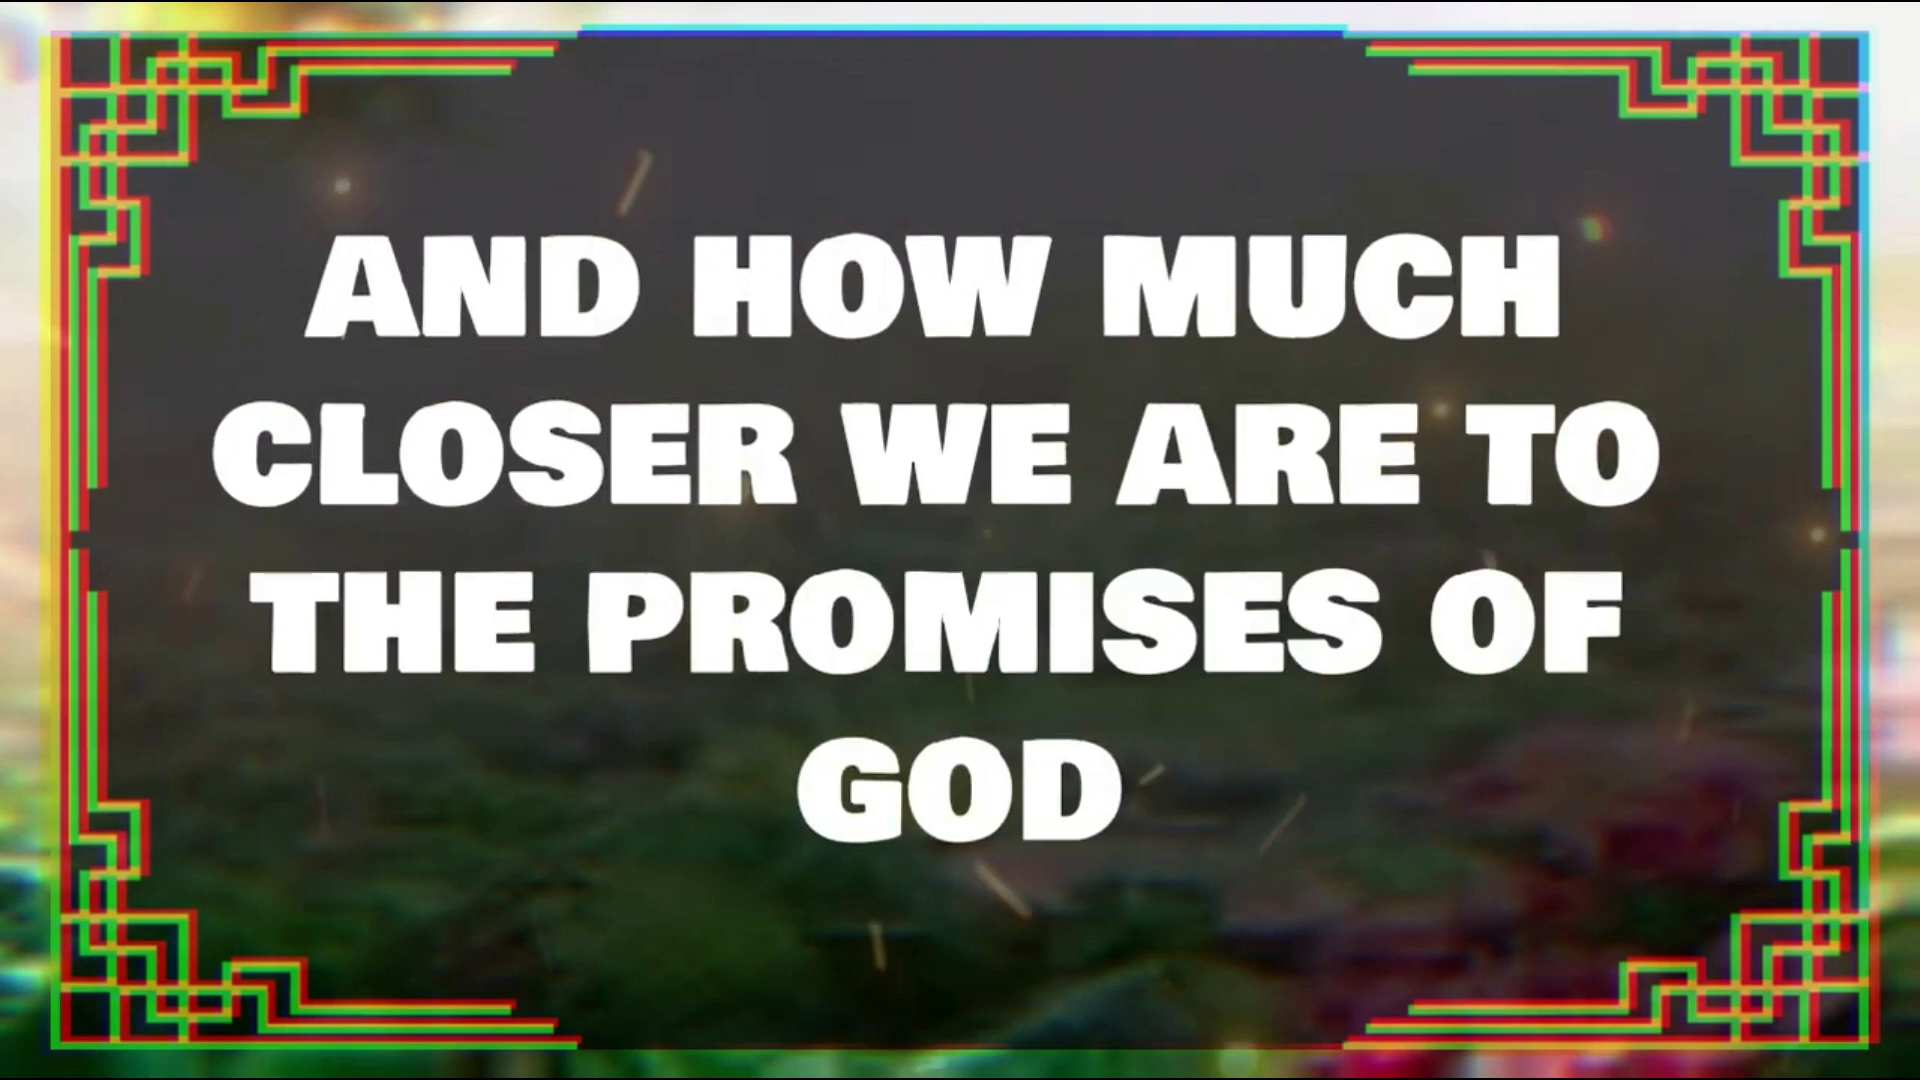 AND HOW MUCH
CLOSER WE ARE TO
THE PROMISES OF
GOD